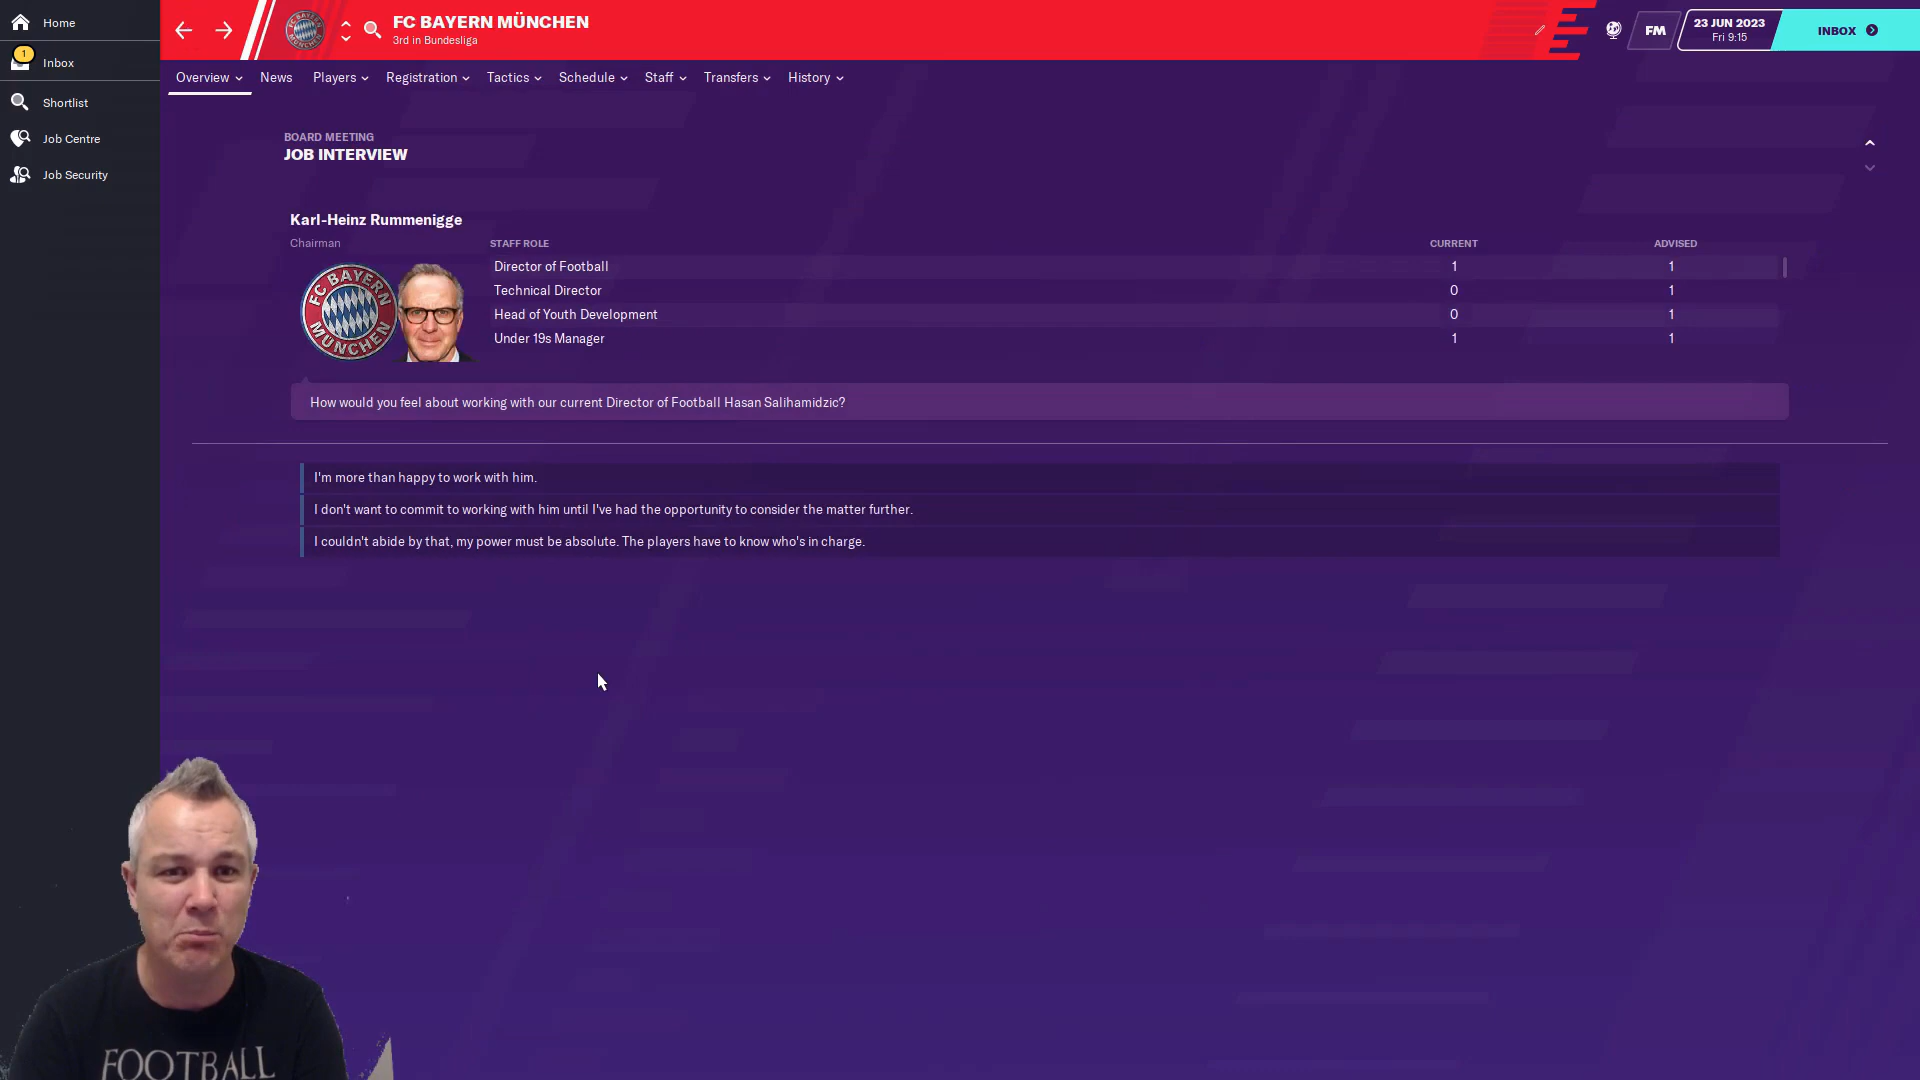 Home
1
Inbox
Shortlist
Job Centre
Job Security
FC BAYERN MÜNCHEN
3rd in Bundesliga
FM
23 JUN 2023
Fri 9:15
INBOX
Overview
News
Players
Registration
Tactics
Schedule
Staff
Transfers
History
BOARD MEETING
JOB INTERVIEW
Karl-Heinz Rummenigge
Chairman
STAFF ROLE CURRENT ADVISED
Director of Football 1 1
Technical Director 0 1
Head of Youth Development 0 1
Under 19s Manager 1 1
FC BAYERN
MÜNCHEN
How would you feel about working with our current Director of Football Hasan Salihamidzic?
I'm more than happy to work with him.
I don't want to commit to working with him until I've had the opportunity to consider the matter further.
I couldn't abide by that, my power must be absolute. The players have to know who's in charge.
FOOTBALL